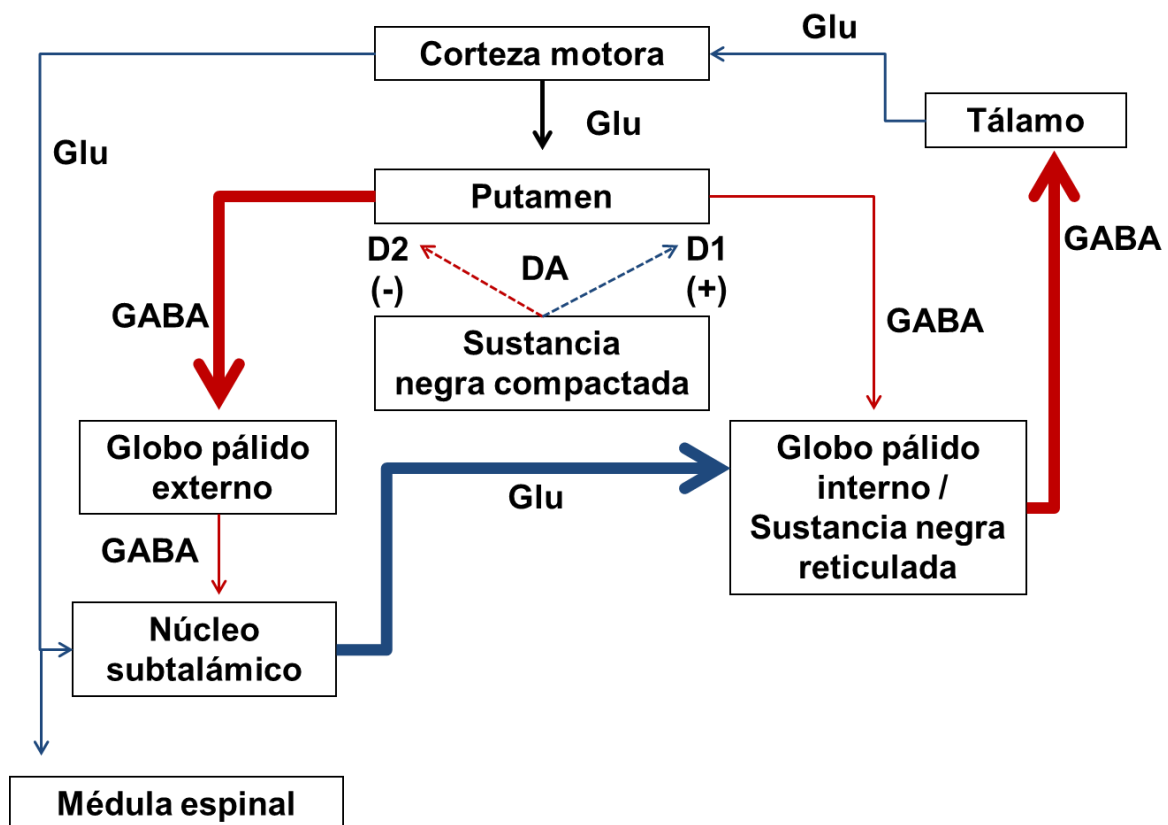 Glu
Corteza motora
Glu
Tálamo
Glu
Putamen
GABA
D2
(-)
DA
D1
(+)
GABA
GABA
Sustancia
negra compactada
Globo pálido
externo
Globo pálido
interno /
Sustancia negra
reticulada
Glu
GABA
Núcleo
subtalámico
Médula espinal